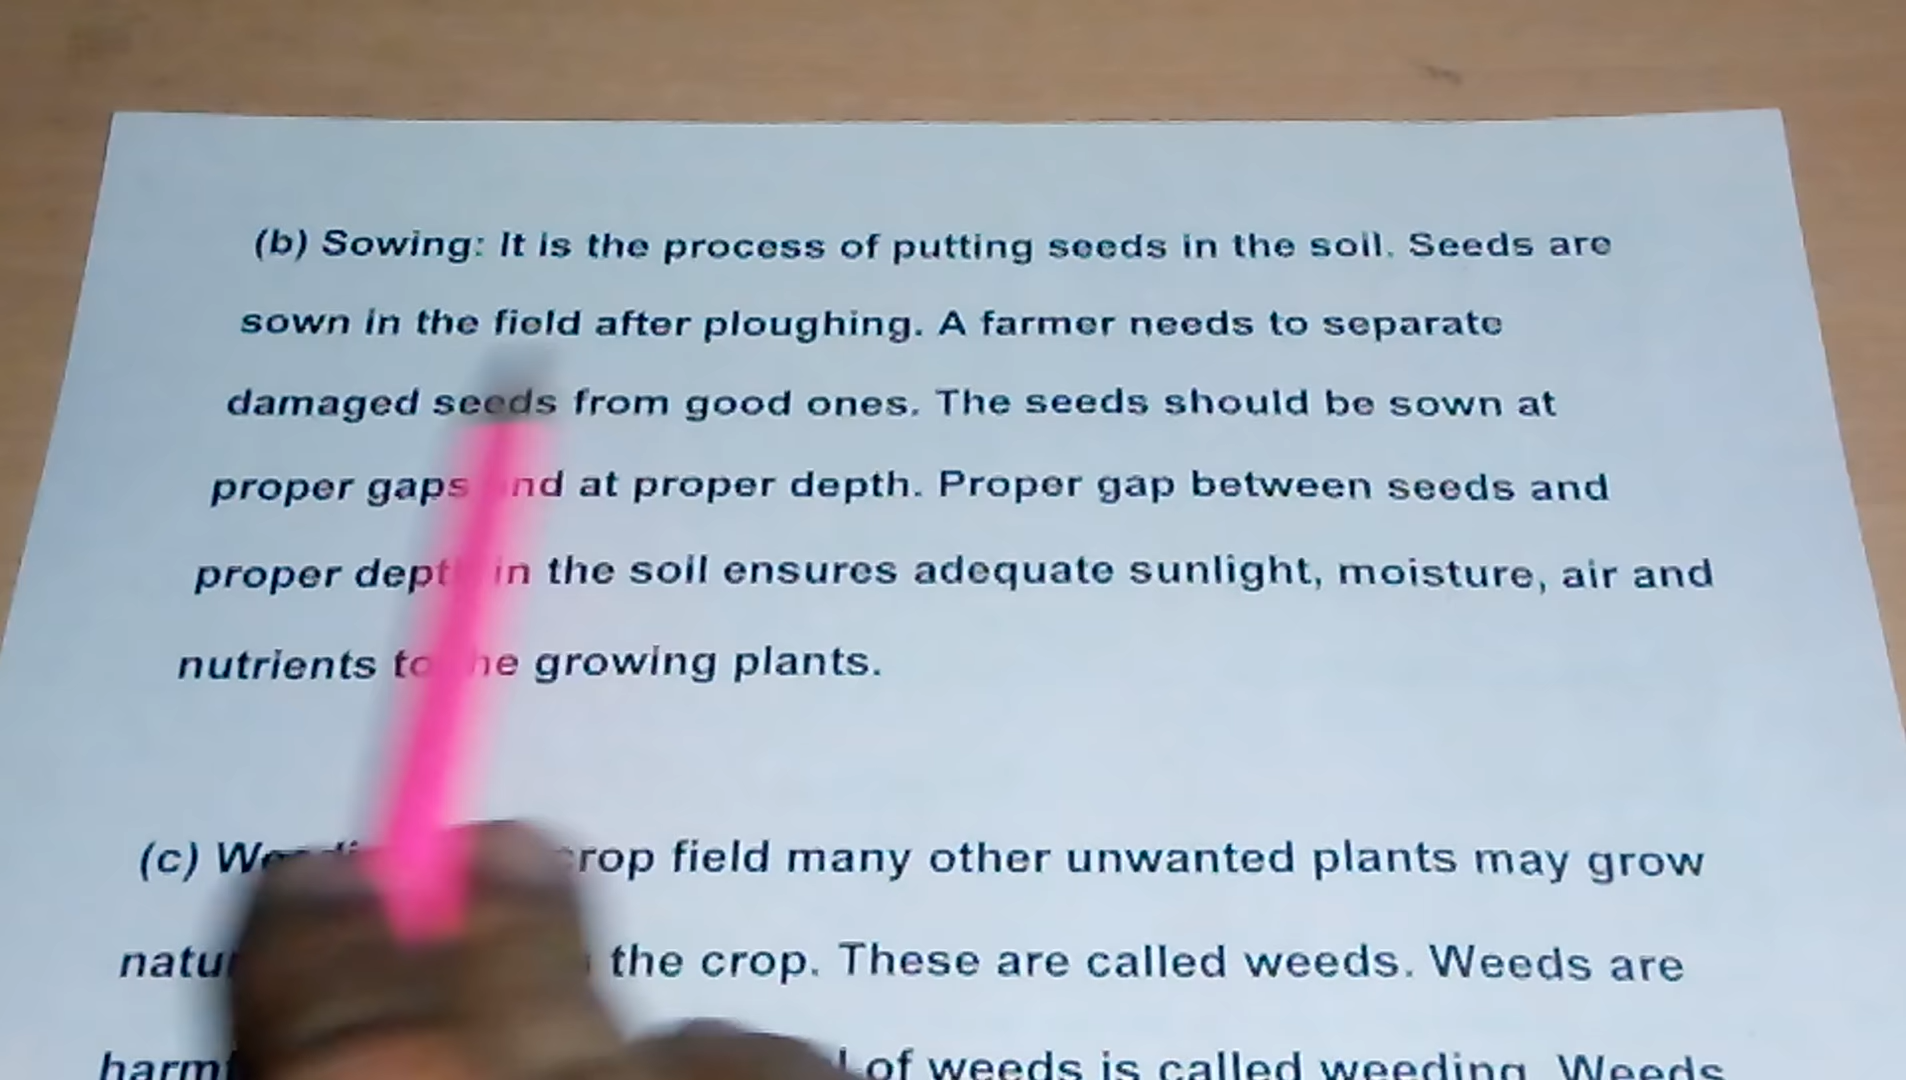 (b) Sowing: It is the process of putting seeds in the soil. Seeds are
sown in the field after ploughing. A farmer needs to separate
damaged seeds from good ones. The seeds should be sown at
proper gaps and at proper depth. Proper gap between seeds and
proper depth in the soil ensures adequate sunlight, moisture, air and
nutrients to the growing plants.
(c) crop field many other unwanted plants may grow
the crop. These are called weeds. Weeds are
of weeds is called weeding. Weeds